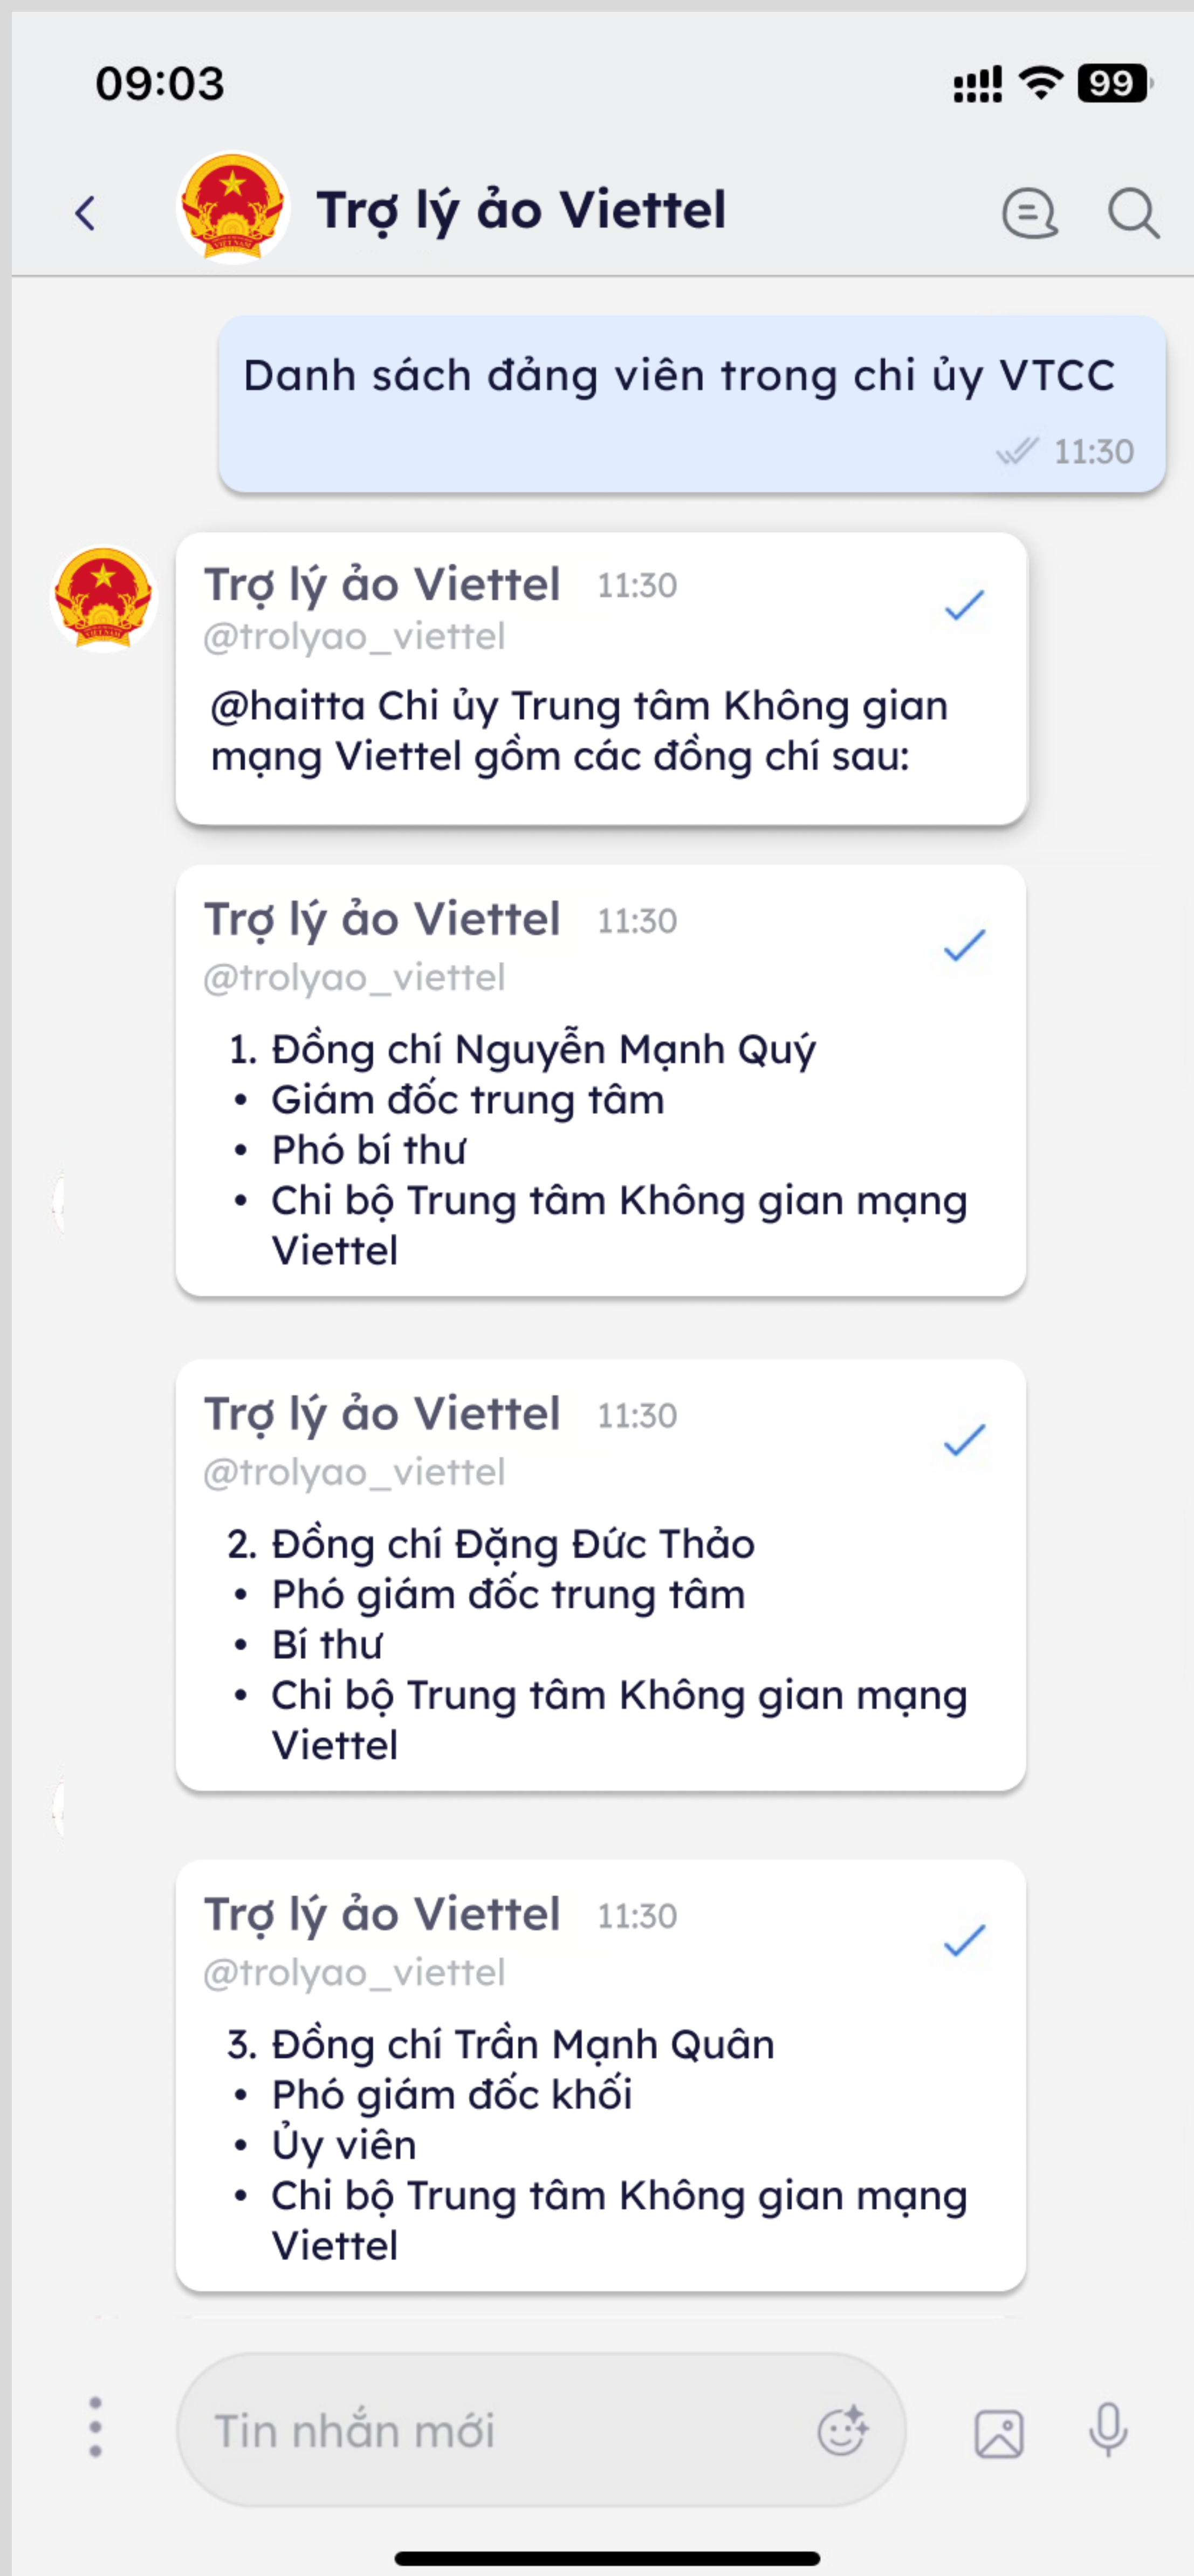 09:03
99
Trợ lý ảo Viettel
Danh sách đảng viên trong chi ủy VTCC
11:30
Trợ lý ảo Viettel 11:30
@trolyao_viettel
@haitta Chi ủy Trung tâm Không gian
mạng Viettel gồm các đồng chí sau:
Trợ lý ảo Viettel 11:30
@trolyao_viettel
1. Đồng chí Nguyễn Mạnh Quý
• Giám đốc trung tâm
• Phó bí thư
• Chi bộ Trung tâm Không gian mạng
Viettel
Trợ lý ảo Viettel 11:30
@trolyao_viettel
2. Đồng chí Đặng Đức Thảo
• Phó giám đốc trung tâm
• Bí thư
• Chi bộ Trung tâm Không gian mạng
Viettel
Trợ lý ảo Viettel 11:30
@trolyao_viettel
3. Đồng chí Trần Mạnh Quân
• Phó giám đốc khối
• Ủy viên
• Chi bộ Trung tâm Không gian mạng
Viettel
Tin nhắn mới